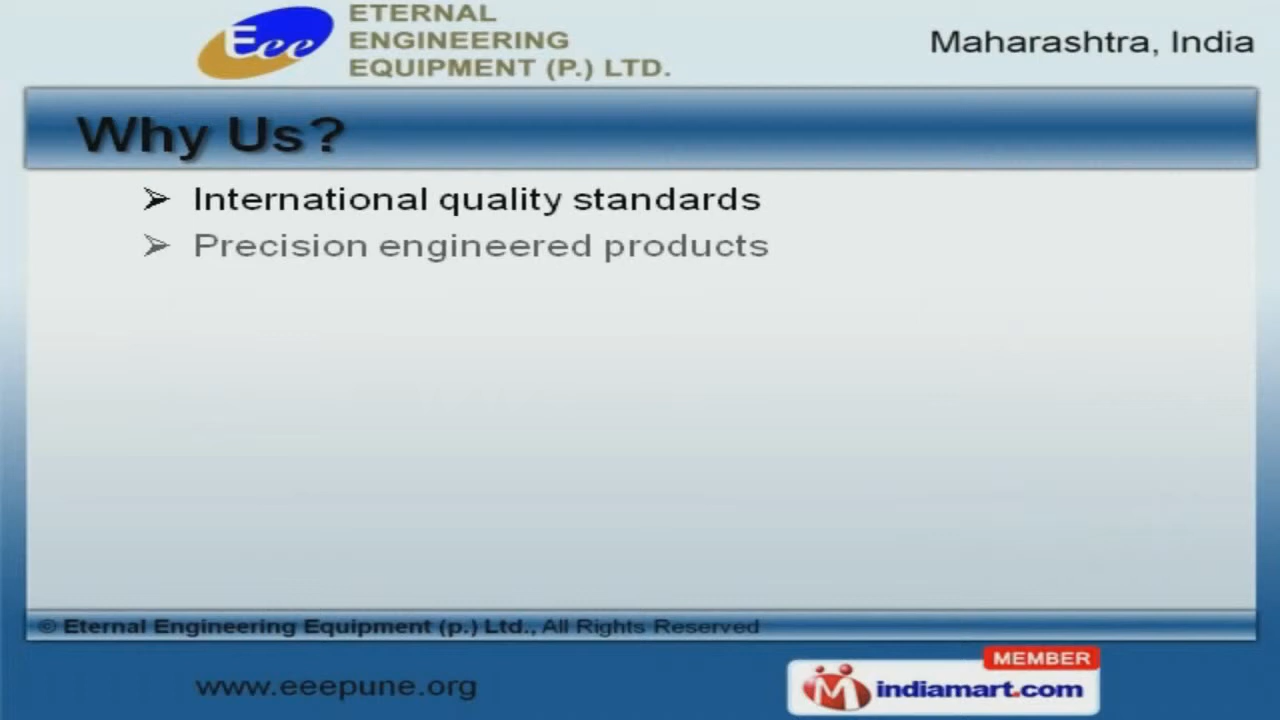 Eee
ETERNAL
ENGINEERING
EQUIPMENT (P.) LTD.
Maharashtra, India
Why Us?
➢ International quality standards
➢ Precision engineered products
© Eternal Engineering Equipment (p.) Ltd., All Rights Reserved
www.eeepune.org
MEMBER
indiamart.com